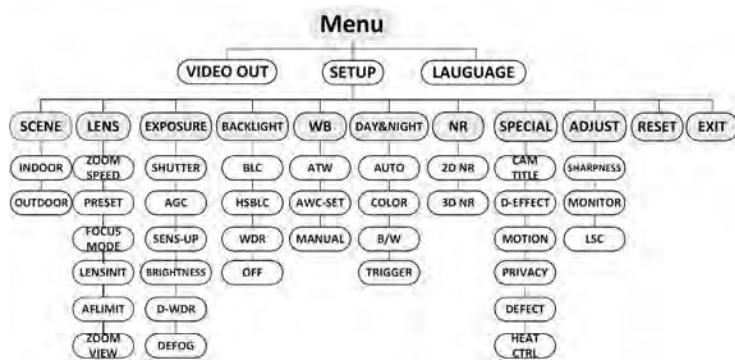 Menu
VIDEO OUT SETUP LAUGUAGE
SCENE LENS EXPOSURE BACKLIGHT WB DAY&NIGHT NR SPECIAL ADJUST RESET EXIT
INDOOR ZOOM SPEED SHUTTER BLC ATW AUTO 2D NR CAM TITLE SHARPNESS
OUTDOOR PRESET AGC HSBLC AWC-SET COLOR 3D NR D-EFFECT MONITOR
FOCUS MODE SENS-UP WDR MANUAL B/W MOTION LSC
LENSINIT BRIGHTNESS OFF TRIGGER PRIVACY
AFLIMIT D-WDR DEFECT
ZOOM VIEW DEFOG HEAT CTRL